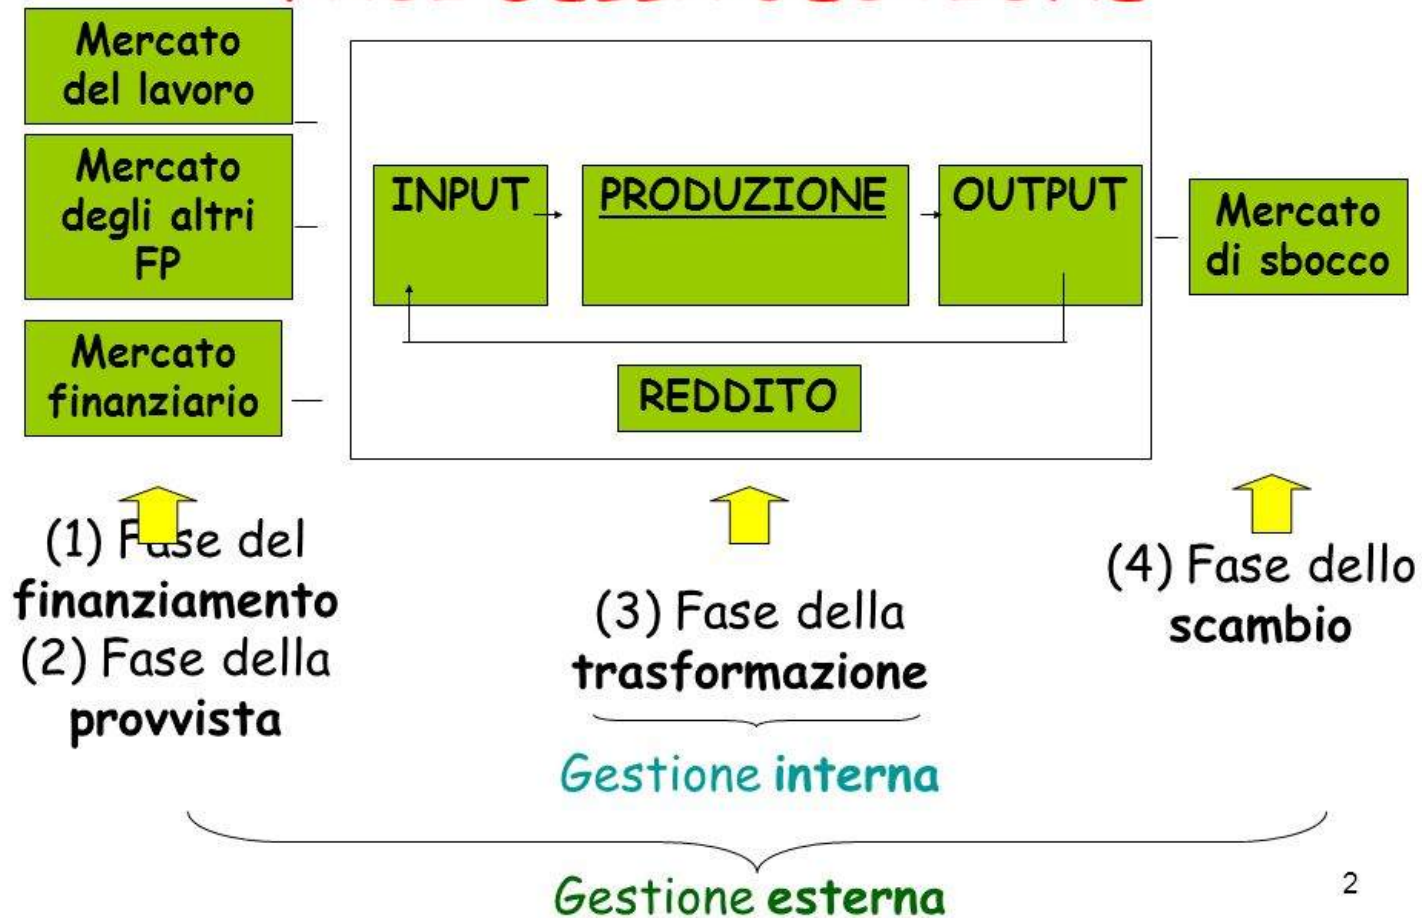 Mercato
del lavoro
Mercato
degli altri
FP
Mercato
finanziario
INPUT
PRODUZIONE
OUTPUT
REDDITO
Mercato
di sbocco
(1) Fase del
finanziamento
(2) Fase della
provvista
(3) Fase della
trasformazione
(4) Fase dello
scambio
Gestione interna
Gestione esterna
2